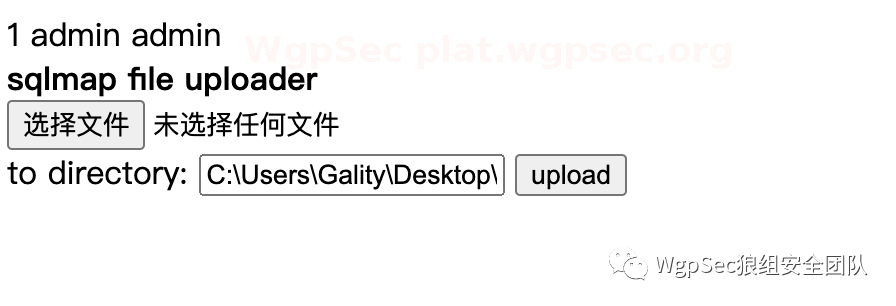 1 admin admin
WgpSec plat.wgpsec.org
sqlmap file uploader
选择文件 未选择任何文件
to directory: C:\Users\Gality\Desktop\ upload
WgpSec狼组安全团队